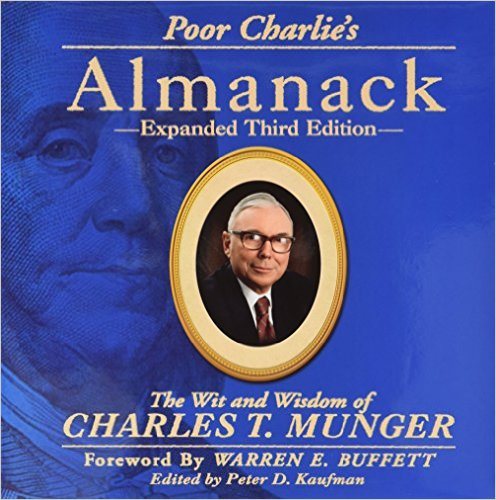 Poor Charlie's
Almanack
—Expanded Third Edition—
The Wit and Wisdom of
CHARLES T. MUNGER
Foreword By WARREN E. BUFFETT
Edited by Peter D. Kaufman